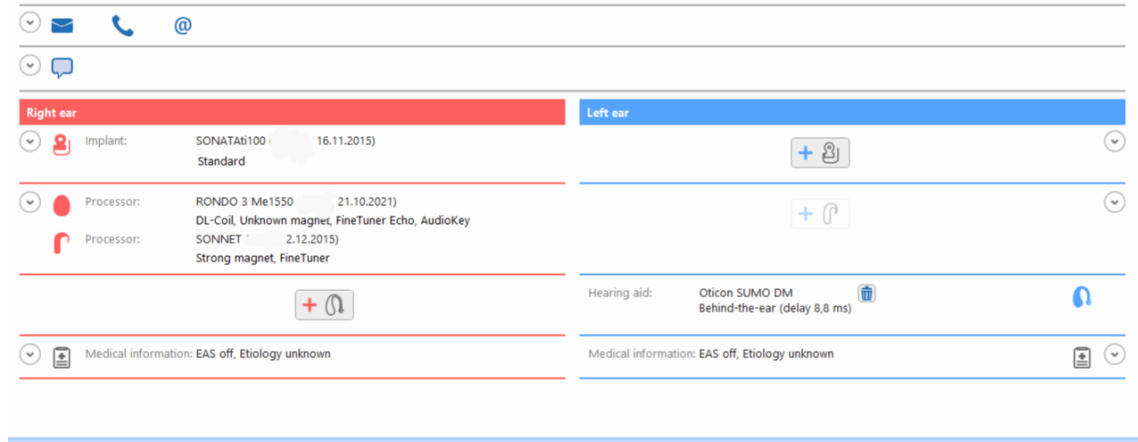 @
Right ear
Implant: SONATAti100 ( 16.11.2015)
Standard
Processor: RONDO 3 Me1550 21.10.2021)
DL-Coil, Unknown magnet, FineTuner Echo, AudioKey
Processor: SONNET 2.12.2015)
Strong magnet, FineTuner
+
Medical information: EAS off, Etiology unknown
Left ear
+
+
Hearing aid: Oticon SUMO DM
Behind-the-ear (delay 8,8 ms)
Medical information: EAS off, Etiology unknown